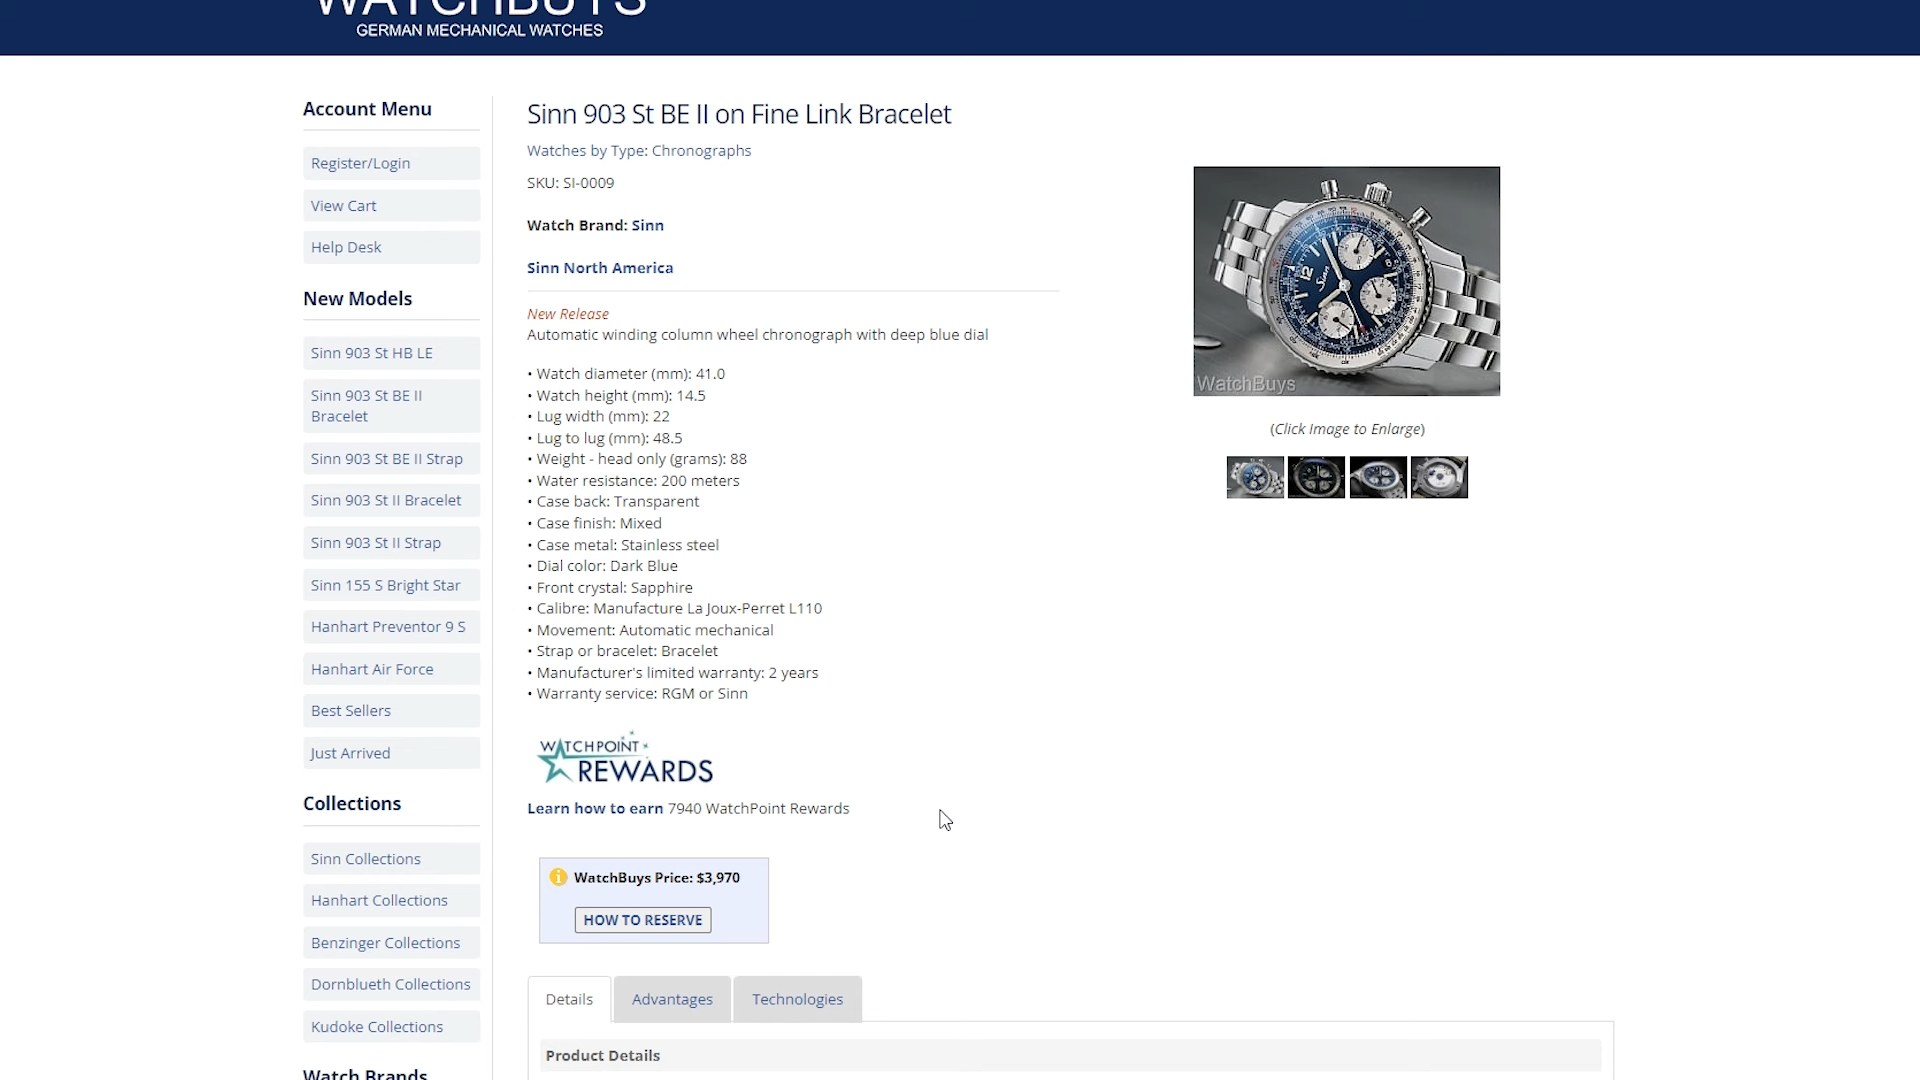 WATCHBUYS
GERMAN MECHANICAL WATCHES
Account Menu
Register/Login
View Cart
Help Desk
New Models
Sinn 903 St HB LE
Sinn 903 St BE II
Bracelet
Sinn 903 St BE II Strap
Sinn 903 St II Bracelet
Sinn 903 St II Strap
Sinn 155 S Bright Star
Hanhart Preventor 9 S
Hanhart Air Force
Best Sellers
Just Arrived
Collections
Sinn Collections
Hanhart Collections
Benzinger Collections
Dornblueth Collections
Kudoke Collections
Watch Brands
Sinn 903 St BE II on Fine Link Bracelet
Watches by Type: Chronographs
SKU: SI-0009
Watch Brand: Sinn
Sinn North America
New Release
Automatic winding column wheel chronograph with deep blue dial
• Watch diameter (mm): 41.0
• Watch height (mm): 14.5
• Lug width (mm): 22
• Lug to lug (mm): 48.5
• Weight - head only (grams): 88
• Water resistance: 200 meters
• Case back: Transparent
• Case finish: Mixed
• Case metal: Stainless steel
• Dial color: Dark Blue
• Front crystal: Sapphire
• Calibre: Manufacture La Joux-Perret L110
• Movement: Automatic mechanical
• Strap or bracelet: Bracelet
• Manufacturer's limited warranty: 2 years
• Warranty service: RGM or Sinn
WATCHPOINT
REWARDS
Learn how to earn 7940 WatchPoint Rewards
WatchBuys Price: $3,970
HOW TO RESERVE
Details
Advantages
Technologies
Product Details
12
Sinn
WatchBuys
(Click Image to Enlarge)